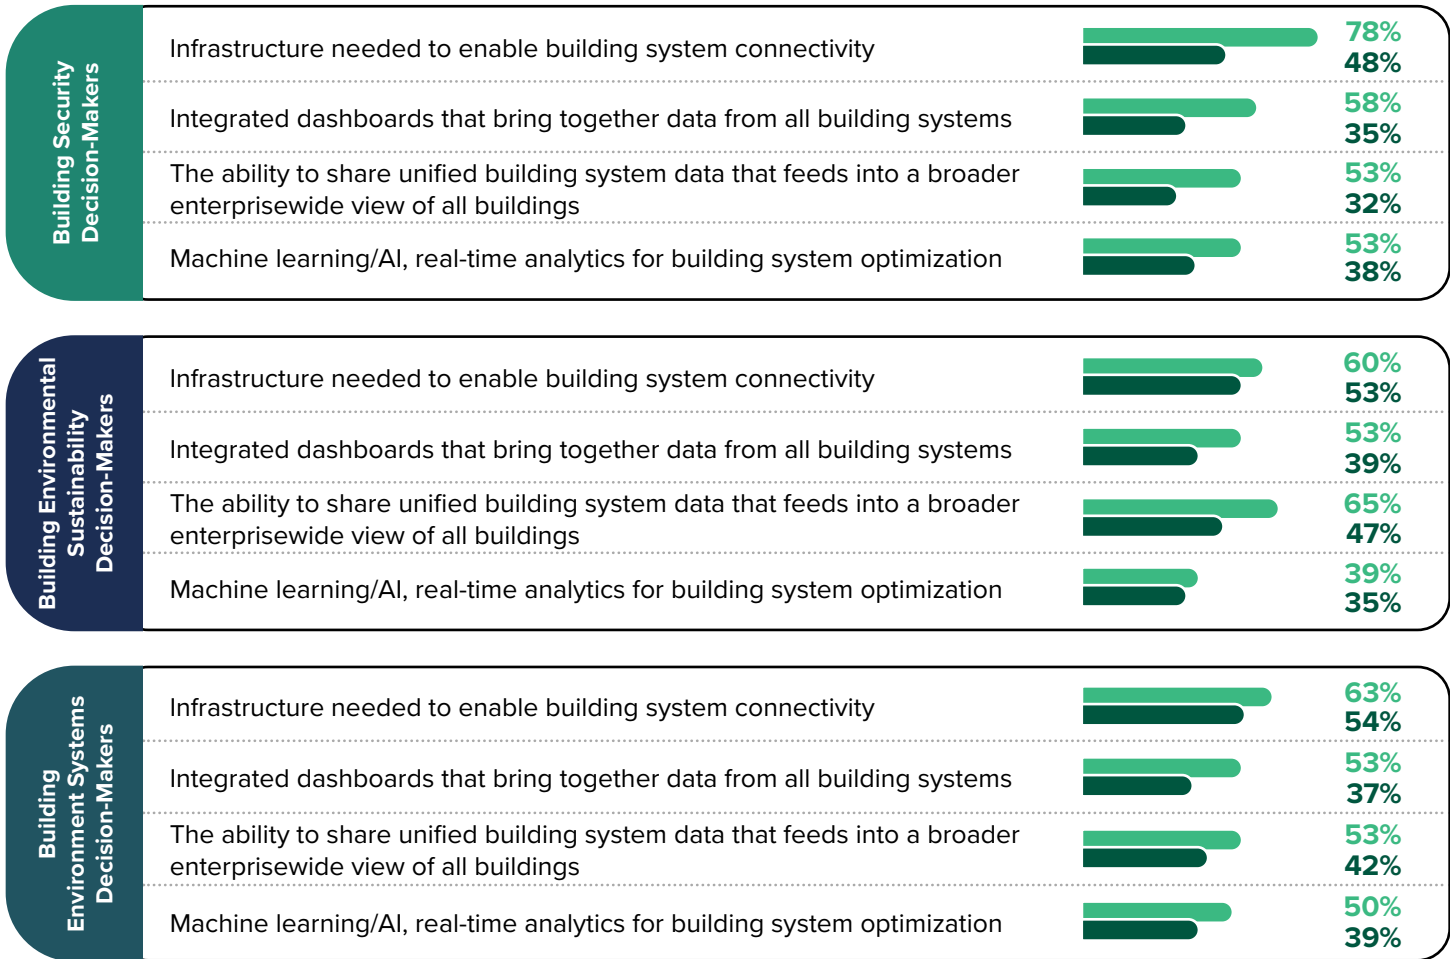 Building Security
Decision-Makers
Infrastructure needed to enable building system connectivity
78%
48%
Integrated dashboards that bring together data from all building systems
58%
35%
The ability to share unified building system data that feeds into a broader
enterprisewide view of all buildings
53%
32%
Machine learning/AI, real-time analytics for building system optimization
53%
38%
Building Environmental
Sustainability
Decision-Makers
Infrastructure needed to enable building system connectivity
60%
53%
Integrated dashboards that bring together data from all building systems
53%
39%
The ability to share unified building system data that feeds into a broader
enterprisewide view of all buildings
65%
47%
Machine learning/AI, real-time analytics for building system optimization
39%
35%
Building
Environment Systems
Decision-Makers
Infrastructure needed to enable building system connectivity
63%
54%
Integrated dashboards that bring together data from all building systems
53%
37%
The ability to share unified building system data that feeds into a broader
enterprisewide view of all buildings
53%
42%
Machine learning/AI, real-time analytics for building system optimization
50%
39%